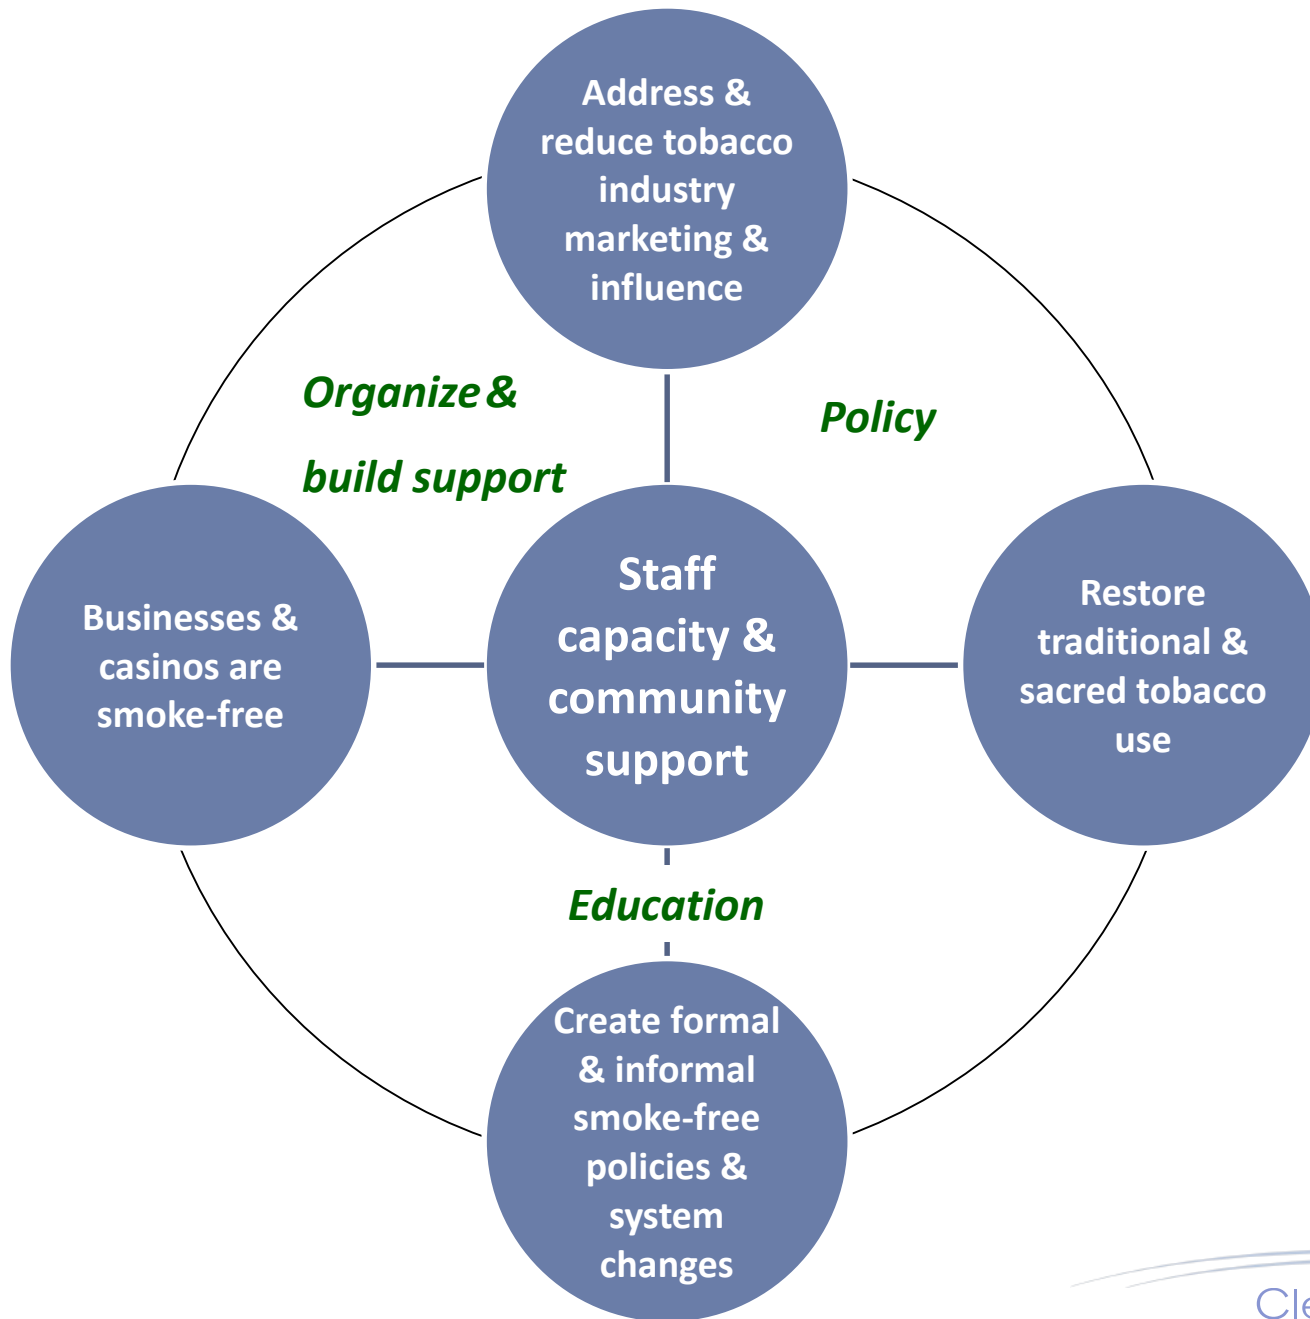 Address &
reduce tobacco
industry
marketing &
influence
Organize &
build support
Policy
Businesses &
casinos are
smoke-free
Staff
capacity &
community
support
Restore
traditional &
sacred tobacco
use
Education
Create formal
& informal
smoke-free
policies &
system
changes
Cle